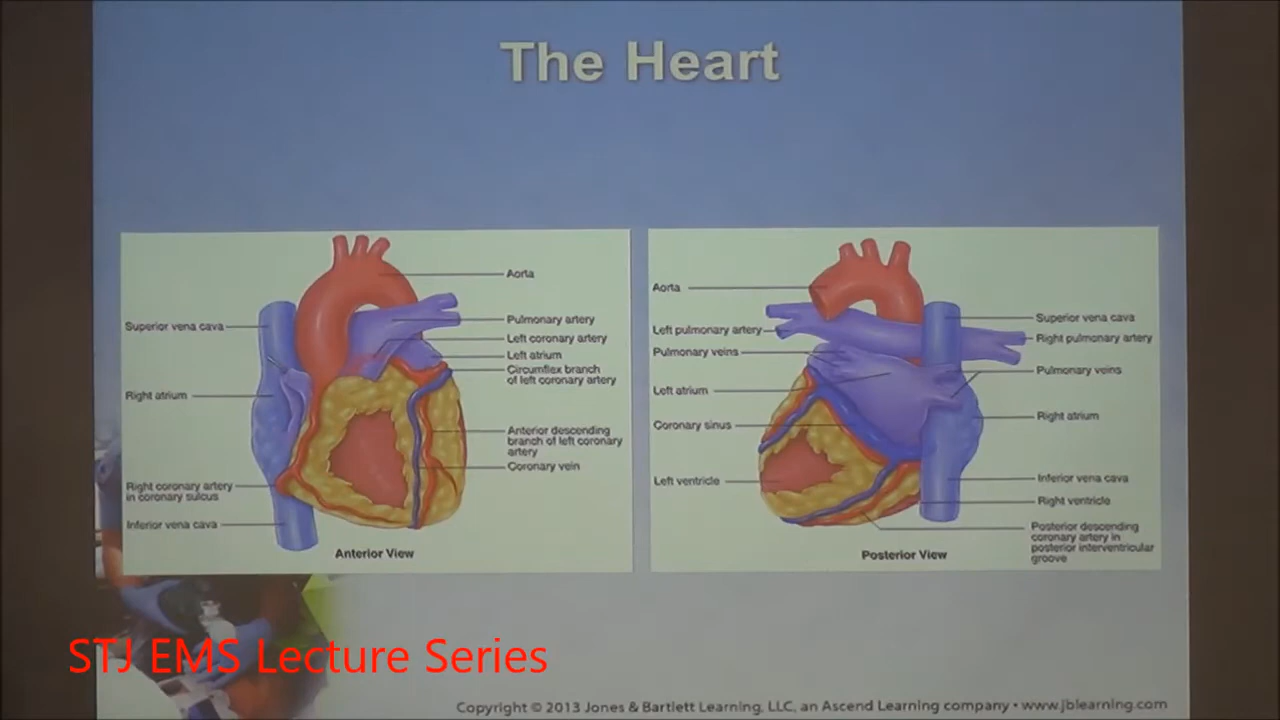 The Heart
Aorta
Superior vena cava
Pulmonary artery
Left coronary artery
Left atrium
Circumflex branch
of left coronary artery
Right atrium
Anterior descending
branch of left coronary
artery
Coronary vein
Right coronary artery
in coronary sulcus
Inferior vena cava
Anterior View
Aorta
Left pulmonary artery
Pulmonary veins
Left atrium
Coronary sinus
Left ventricle
Superior vena cava
Right pulmonary artery
Pulmonary veins
Right atrium
Inferior vena cava
Right ventricle
Posterior descending
coronary artery in
posterior interventricular
groove
Posterior View
STJ EMS Lecture Series
Copyright © 2013 Jones & Bartlett Learning, LLC, an Ascend Learning company • www.jblearning.com